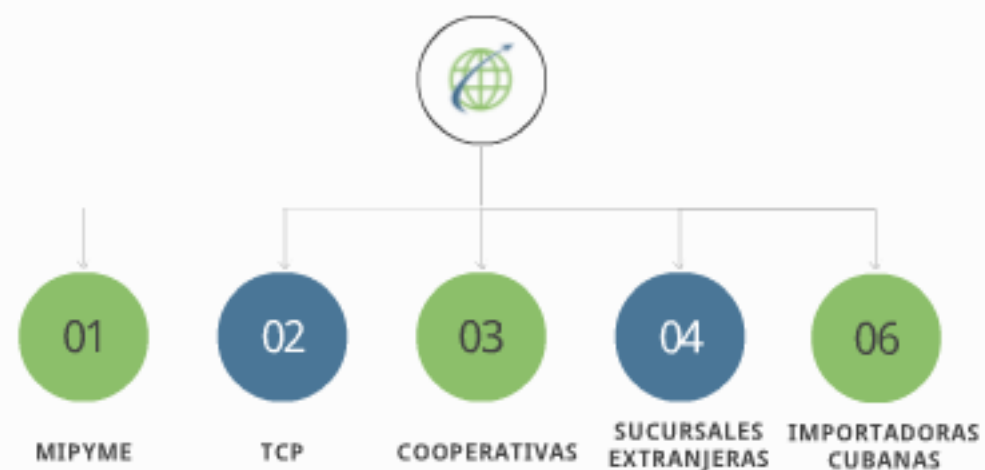 01
02
03
04
06
MIPYME
TCP
COOPERATIVAS
SUCURSALES
EXTRANJERAS
IMPORTADORAS
CUBANAS